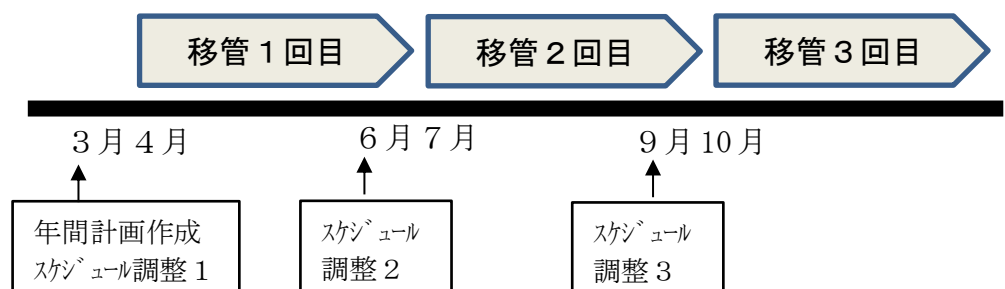 移管１回目
移管２回目
移管３回目
３月４月
６月７月
９月10月
年間計画作成
ｽｹｼﾞｭｰﾙ調整１
ｽｹｼﾞｭｰﾙ
調整２
ｽｹｼﾞｭｰﾙ
調整３